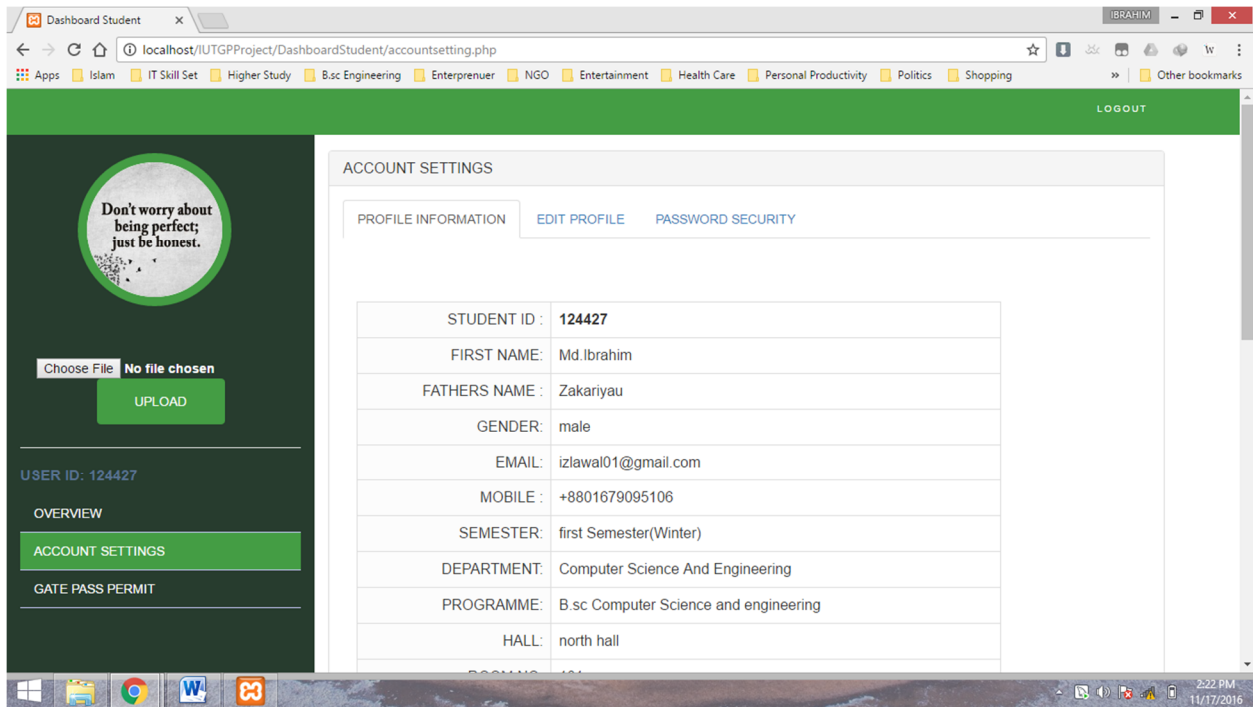 Dashboard Student
IBRAHIM
localhost/IUTGPProject/DashboardStudent/accountsetting.php
Apps Islam IT Skill Set Higher Study B.sc Engineering Enterprenuer NGO Entertainment Health Care Personal Productivity Politics Shopping » Other bookmarks
LOGOUT
Don't worry about
being perfect;
just be honest.
Choose File No file chosen
UPLOAD
USER ID: 124427
OVERVIEW
ACCOUNT SETTINGS
GATE PASS PERMIT
ACCOUNT SETTINGS
PROFILE INFORMATION EDIT PROFILE PASSWORD SECURITY
STUDENT ID : 124427
FIRST NAME: Md.Ibrahim
FATHERS NAME : Zakariyau
GENDER: male
EMAIL: izlawal01@gmail.com
MOBILE : +8801679095106
SEMESTER: first Semester(Winter)
DEPARTMENT: Computer Science And Engineering
PROGRAMME: B.sc Computer Science and engineering
HALL: north hall
2:22 PM
11/17/2016